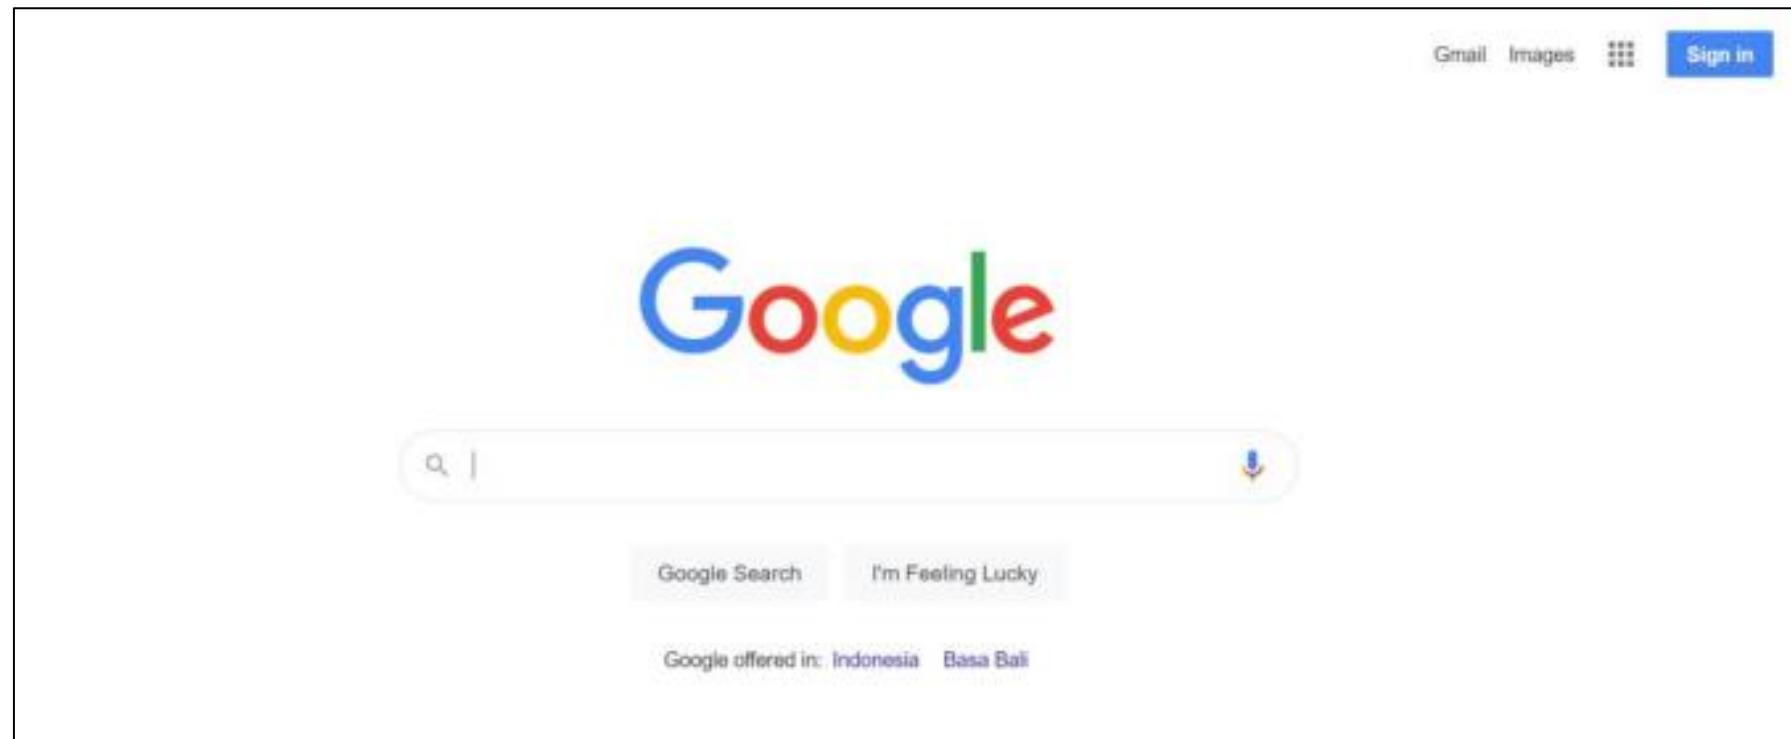 Gmail Images Sign in
Google
Google Search I'm Feeling Lucky
Google offered in: Indonesia Basa Bali